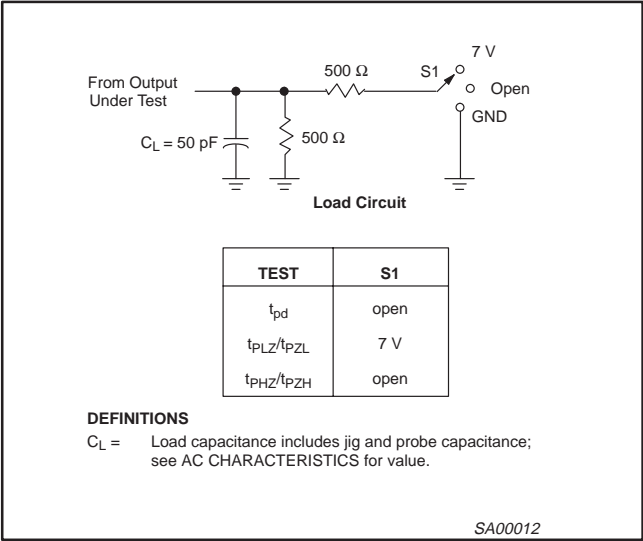 7 V
500 Ω
S1
From Output
Under Test
Open
GND
C_L = 50 pF
500 Ω
Load Circuit
TEST S1
t_pd open
t_PLZ/t_PZL 7 V
t_PHZ/t_PZH open
DEFINITIONS
C_L = Load capacitance includes jig and probe capacitance;
see AC CHARACTERISTICS for value.
SA00012